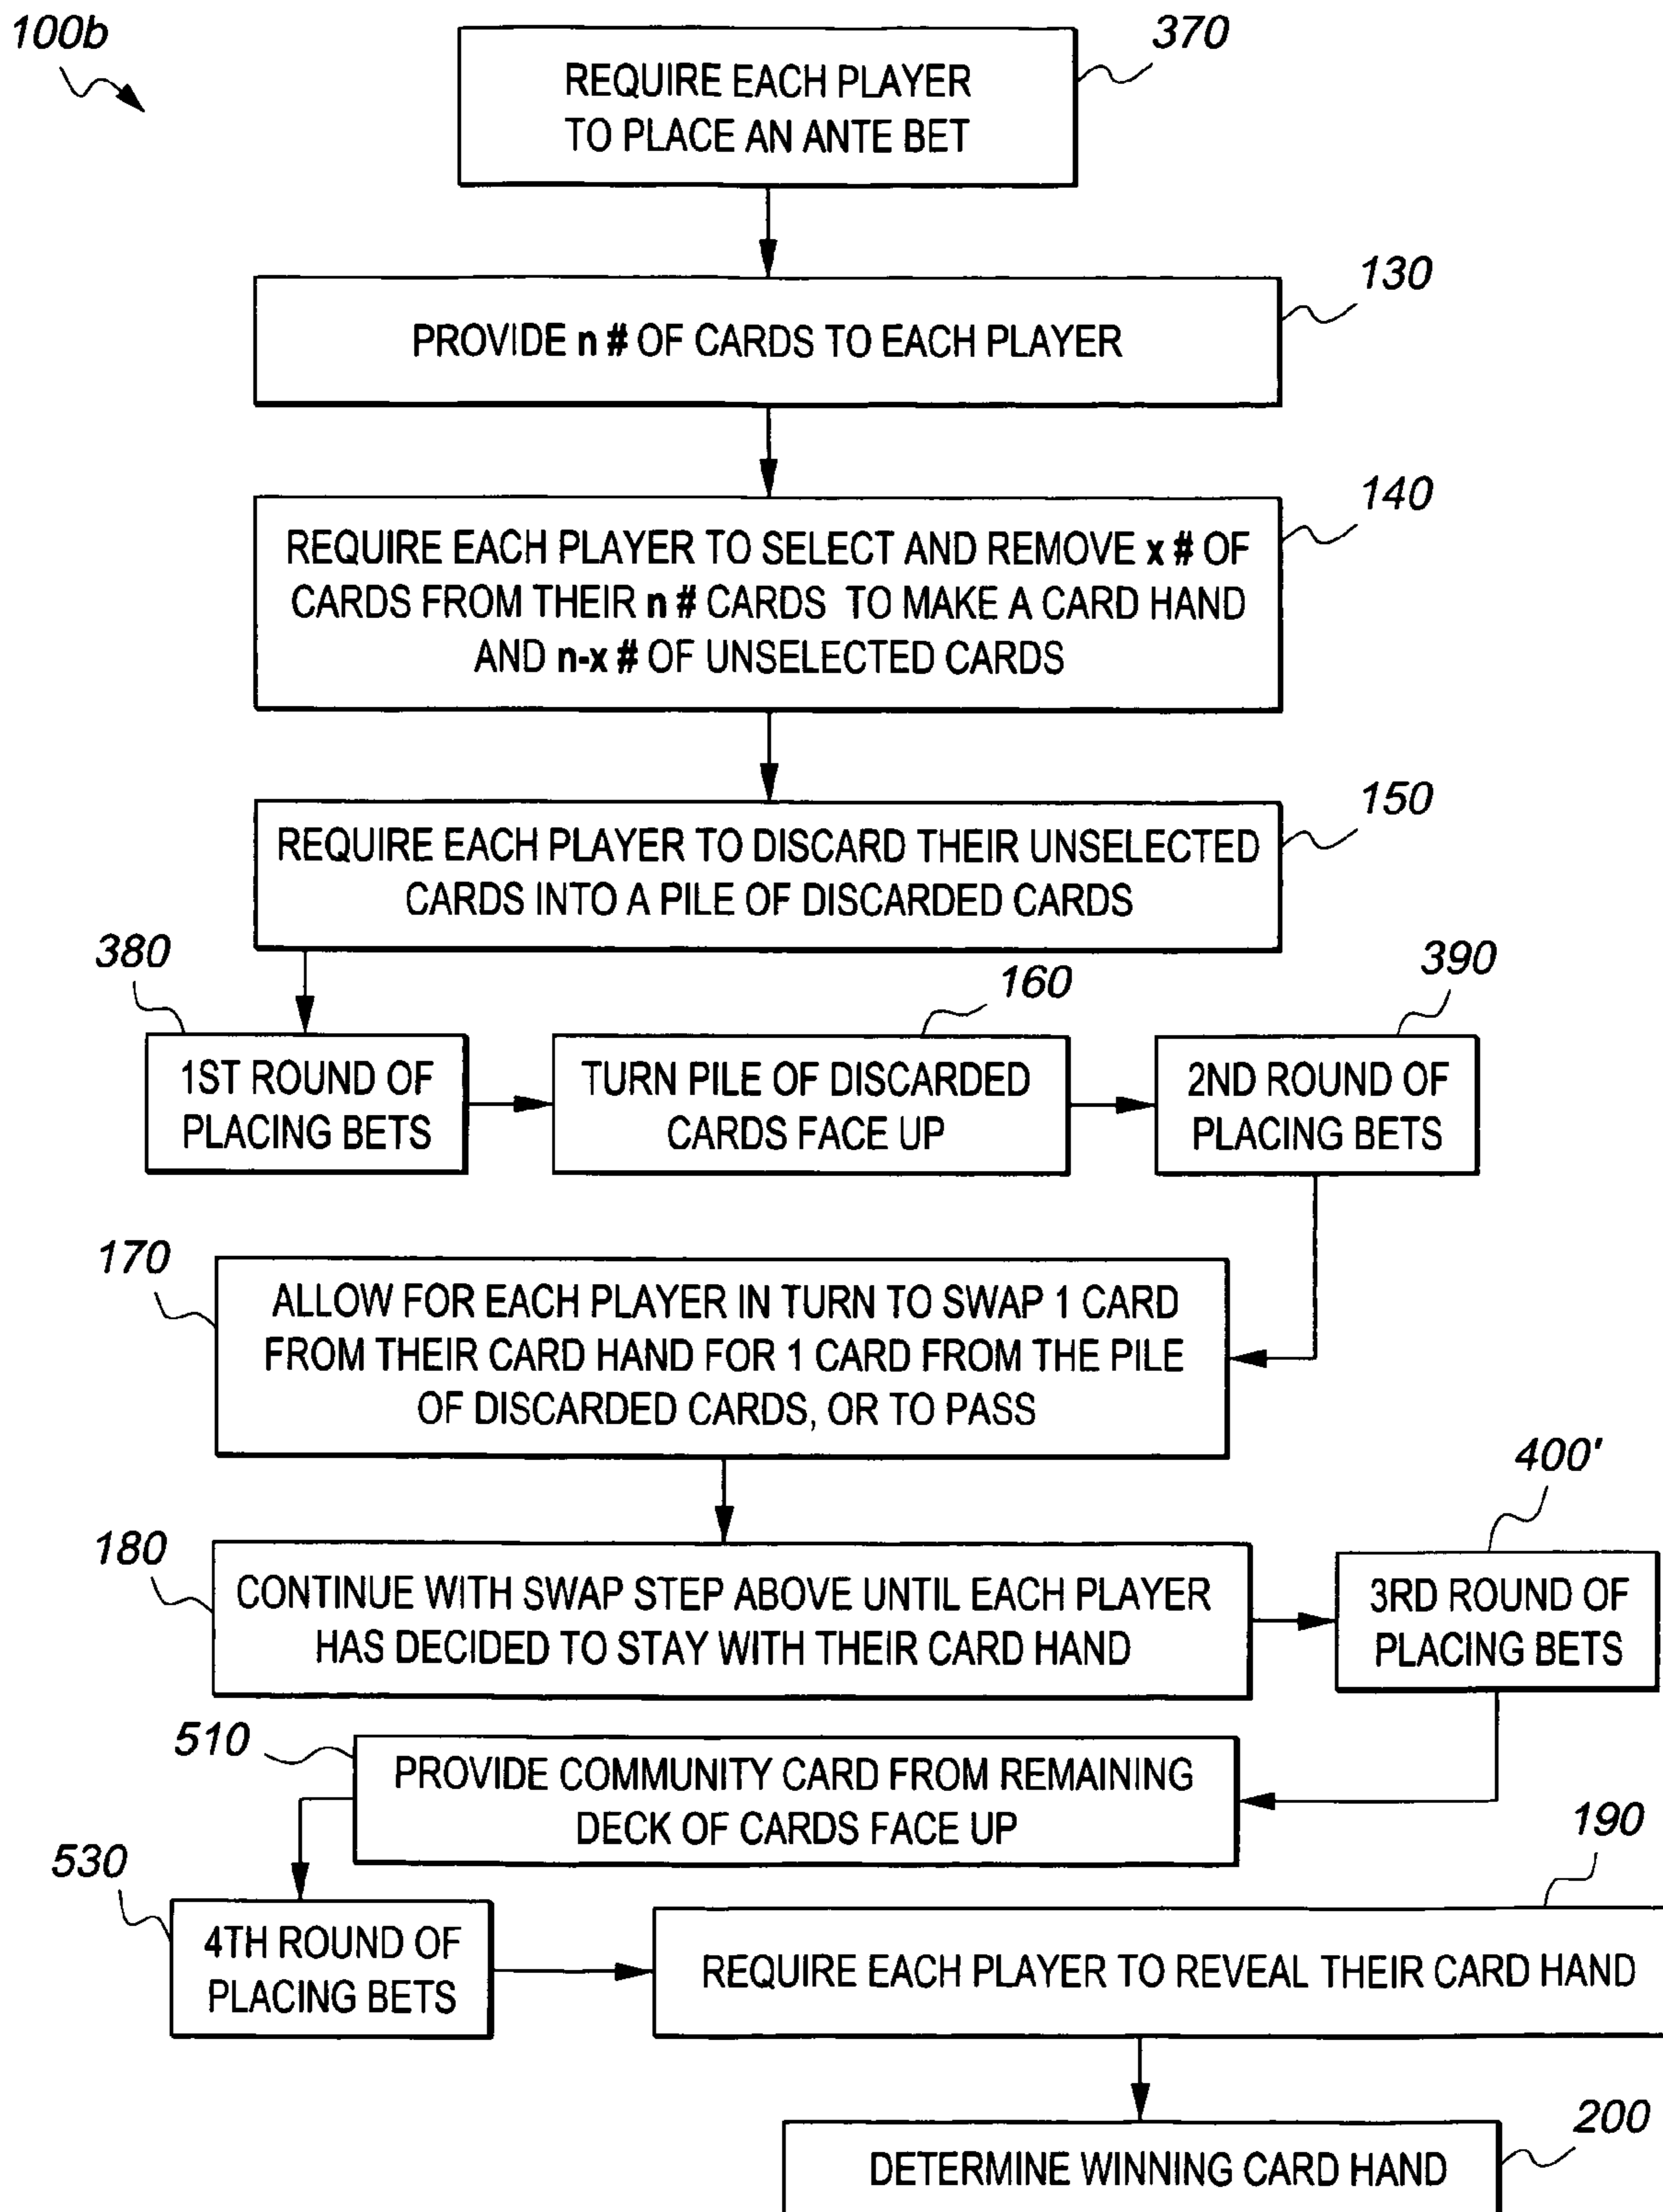 100b
370
REQUIRE EACH PLAYER
TO PLACE AN ANTE BET
130
PROVIDE n # OF CARDS TO EACH PLAYER
140
REQUIRE EACH PLAYER TO SELECT AND REMOVE x # OF
CARDS FROM THEIR n # CARDS TO MAKE A CARD HAND
AND n-x # OF UNSELECTED CARDS
150
REQUIRE EACH PLAYER TO DISCARD THEIR UNSELECTED
CARDS INTO A PILE OF DISCARDED CARDS
380
1ST ROUND OF
PLACING BETS
160
TURN PILE OF DISCARDED
CARDS FACE UP
390
2ND ROUND OF
PLACING BETS
170
ALLOW FOR EACH PLAYER IN TURN TO SWAP 1 CARD
FROM THEIR CARD HAND FOR 1 CARD FROM THE PILE
OF DISCARDED CARDS, OR TO PASS
180
CONTINUE WITH SWAP STEP ABOVE UNTIL EACH PLAYER
HAS DECIDED TO STAY WITH THEIR CARD HAND
400'
3RD ROUND OF
PLACING BETS
510
PROVIDE COMMUNITY CARD FROM REMAINING
DECK OF CARDS FACE UP
530
4TH ROUND OF
PLACING BETS
190
REQUIRE EACH PLAYER TO REVEAL THEIR CARD HAND
200
DETERMINE WINNING CARD HAND